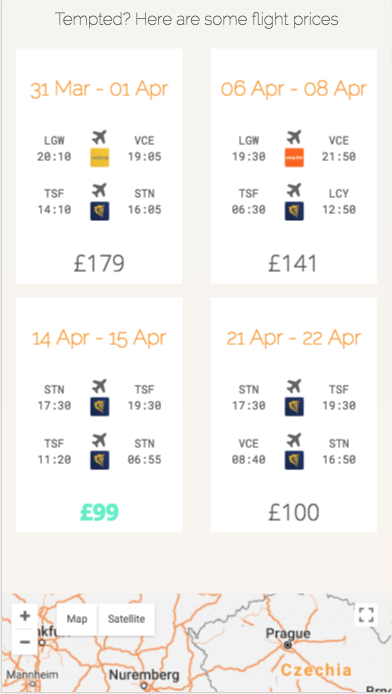 Tempted? Here are some flight prices
31 Mar - 01 Apr
LGW VCE
20:10 19:05
TSF STN
14:10 16:05
£179
06 Apr - 08 Apr
LGW VCE
19:30 21:50
TSF LCY
06:30 12:50
£141
14 Apr - 15 Apr
STN TSF
17:30 19:30
TSF STN
11:20 06:55
£99
21 Apr - 22 Apr
STN TSF
17:30 19:30
VCE STN
08:40 16:50
£100
+
Map Satellite
−
nkfu
Prague
Czechia
Mannheim
Nuremberg